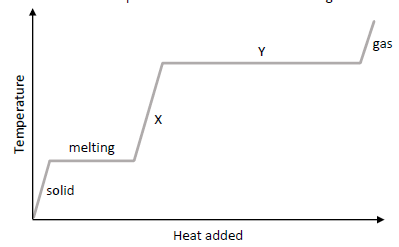 Y
gas
Temperature
X
melting
solid
Heat added